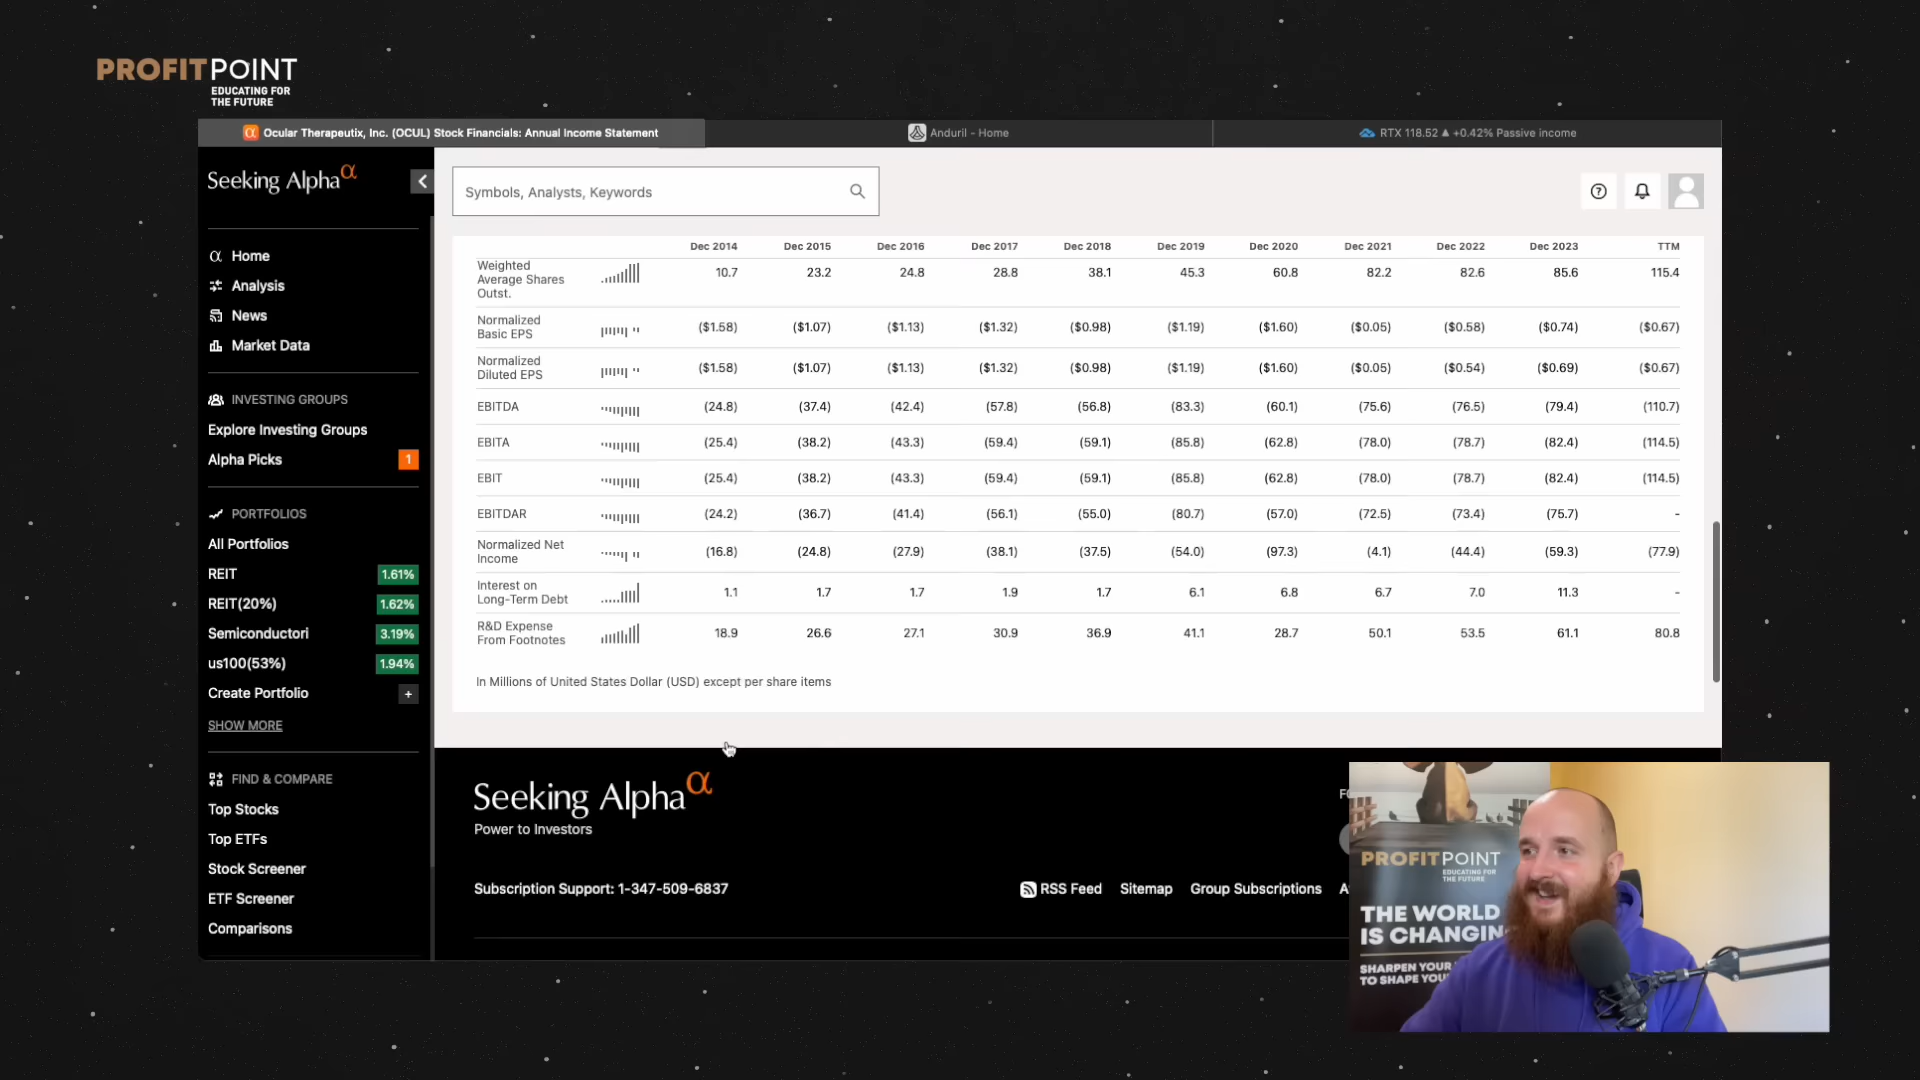 PROFITPOINT
EDUCATING FOR
THE FUTURE
Ocular Therapeutix, Inc. (OCUL) Stock Financials: Annual Income Statement
Anduril - Home
RTX 118.52 ▲ +0.42% Passive income
Seeking Alpha α
Symbols, Analysts, Keywords
Home
Analysis
News
Market Data
INVESTING GROUPS
Explore Investing Groups
Alpha Picks 1
PORTFOLIOS
All Portfolios
REIT 1.61%
REIT(20%) 1.62%
Semiconductori 3.19%
us100(53%) 1.94%
Create Portfolio +
SHOW MORE
FIND & COMPARE
Top Stocks
Top ETFs
Stock Screener
ETF Screener
Comparisons
Dec 2014 Dec 2015 Dec 2016 Dec 2017 Dec 2018 Dec 2019 Dec 2020 Dec 2021 Dec 2022 Dec 2023 TTM
Weighted
Average Shares
Outst.
10.7 23.2 24.8 28.8 38.1 45.3 60.8 82.2 82.6 85.6 115.4
Normalized
Basic EPS
($1.58) ($1.07) ($1.13) ($1.32) ($0.98) ($1.19) ($1.60) ($0.05) ($0.58) ($0.74) ($0.67)
Normalized
Diluted EPS
($1.58) ($1.07) ($1.13) ($1.32) ($0.98) ($1.19) ($1.60) ($0.05) ($0.54) ($0.69) ($0.67)
EBITDA (24.8) (37.4) (42.4) (57.8) (56.8) (83.3) (60.1) (75.6) (76.5) (79.4) (110.7)
EBITA (25.4) (38.2) (43.3) (59.4) (59.1) (85.8) (62.8) (78.0) (78.7) (82.4) (114.5)
EBIT (25.4) (38.2) (43.3) (59.4) (59.1) (85.8) (62.8) (78.0) (78.7) (82.4) (114.5)
EBITDAR (24.2) (36.7) (41.4) (56.1) (55.0) (80.7) (57.0) (72.5) (73.4) (75.7) -
Normalized Net
Income
(16.8) (24.8) (27.9) (38.1) (37.5) (54.0) (97.3) (4.1) (44.4) (59.3) (77.9)
Interest on
Long-Term Debt
1.1 1.7 1.7 1.9 1.7 6.1 6.8 6.7 7.0 11.3 -
R&D Expense
From Footnotes
18.9 26.6 27.1 30.9 36.9 41.1 28.7 50.1 53.5 61.1 80.8
In Millions of United States Dollar (USD) except per share items
Seeking Alpha α
Power to Investors
Subscription Support: 1-347-509-6837
RSS Feed Sitemap Group Subscriptions
PROFITPOINT
EDUCATING FOR
THE FUTURE
THE WORLD
IS CHANGIN
SHARPEN YOUR
TO SHAPE YOU